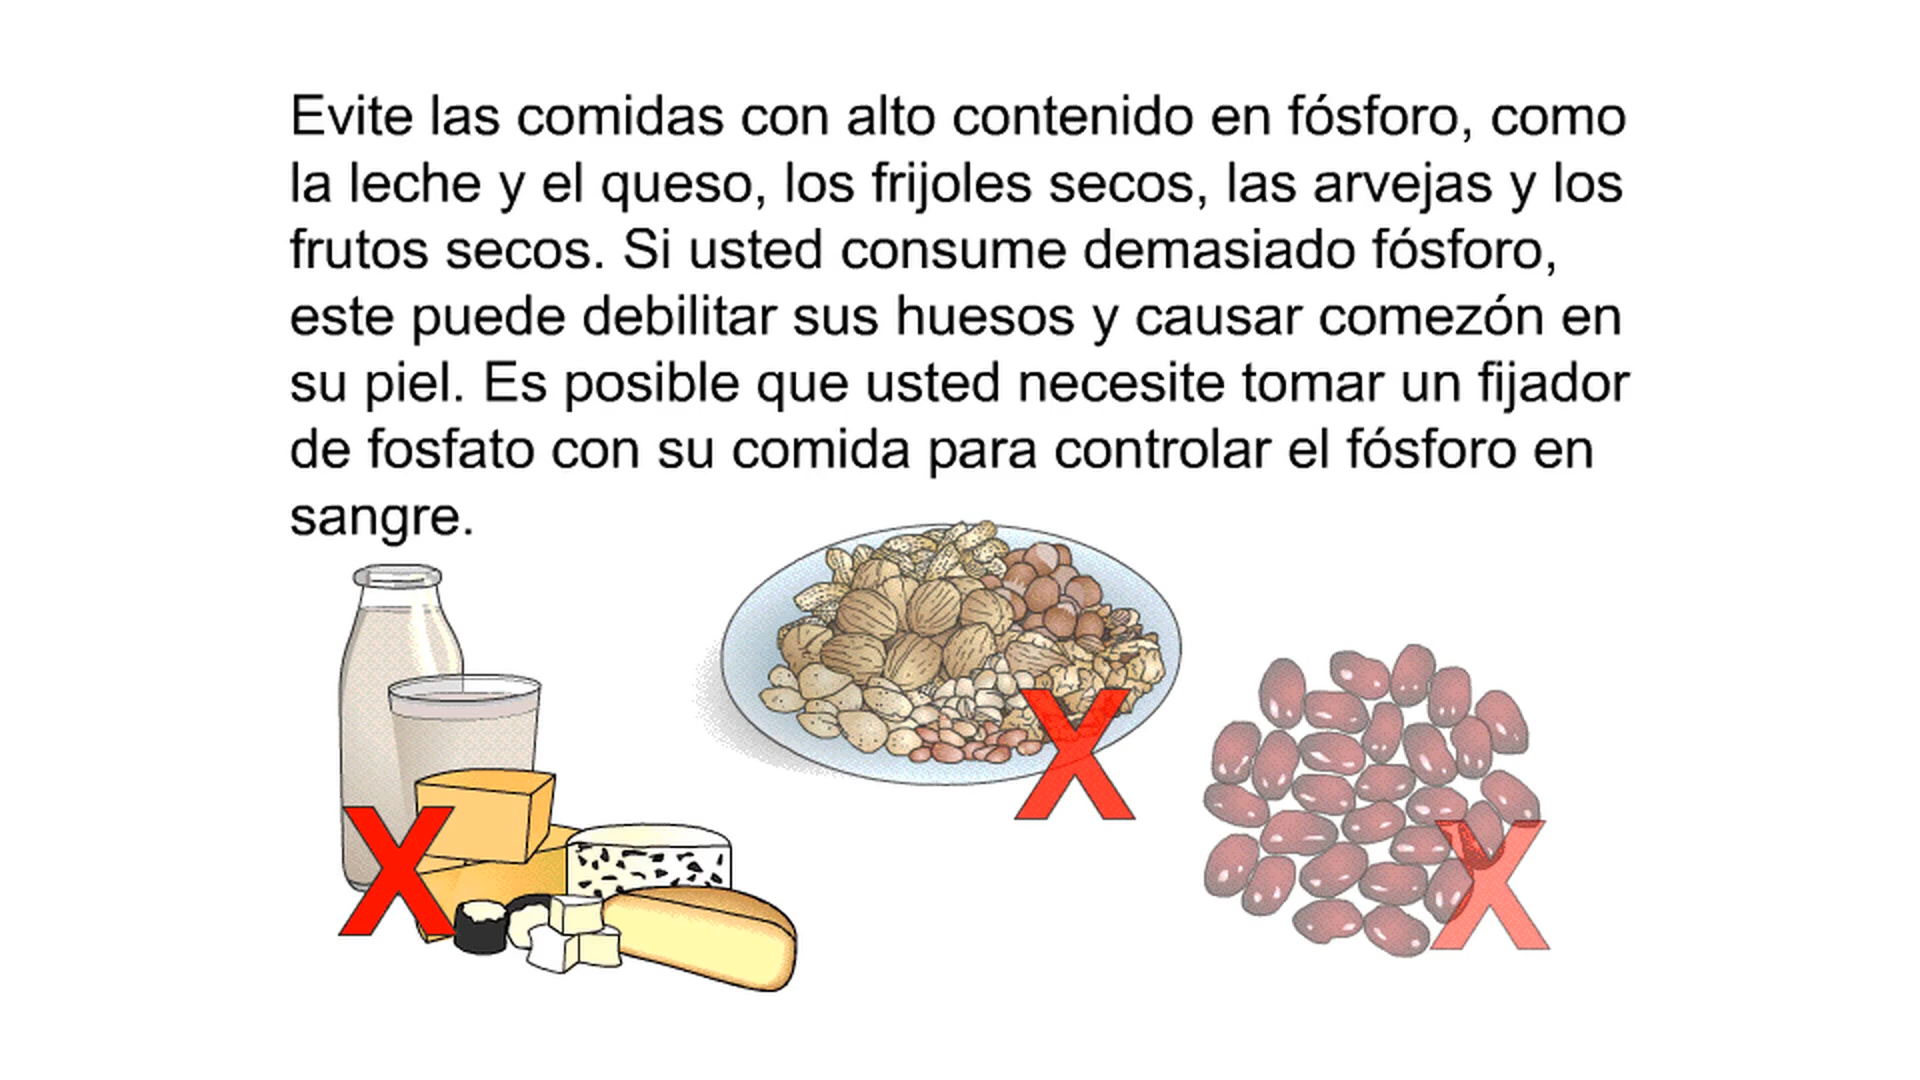 Evite las comidas con alto contenido en fósforo, como
la leche y el queso, los frijoles secos, las arvejas y los
frutos secos. Si usted consume demasiado fósforo,
este puede debilitar sus huesos y causar comezón en
su piel. Es posible que usted necesite tomar un fijador
de fosfato con su comida para controlar el fósforo en
sangre.
X
X
X